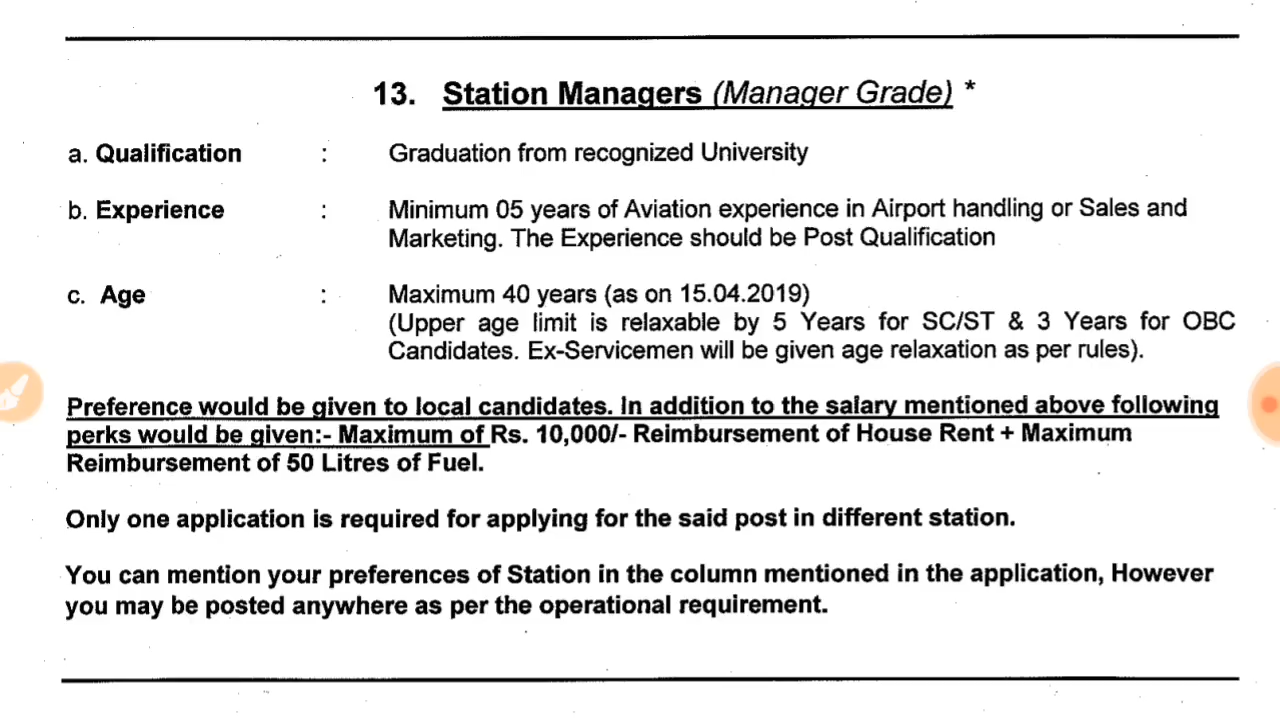 13. Station Managers (Manager Grade) *
a. Qualification : Graduation from recognized University
b. Experience : Minimum 05 years of Aviation experience in Airport handling or Sales and
Marketing. The Experience should be Post Qualification
c. Age : Maximum 40 years (as on 15.04.2019)
(Upper age limit is relaxable by 5 Years for SC/ST & 3 Years for OBC
Candidates. Ex-Servicemen will be given age relaxation as per rules).
Preference would be given to local candidates. In addition to the salary mentioned above following
perks would be given:- Maximum of Rs. 10,000/- Reimbursement of House Rent + Maximum
Reimbursement of 50 Litres of Fuel.
Only one application is required for applying for the said post in different station.
You can mention your preferences of Station in the column mentioned in the application, However
you may be posted anywhere as per the operational requirement.